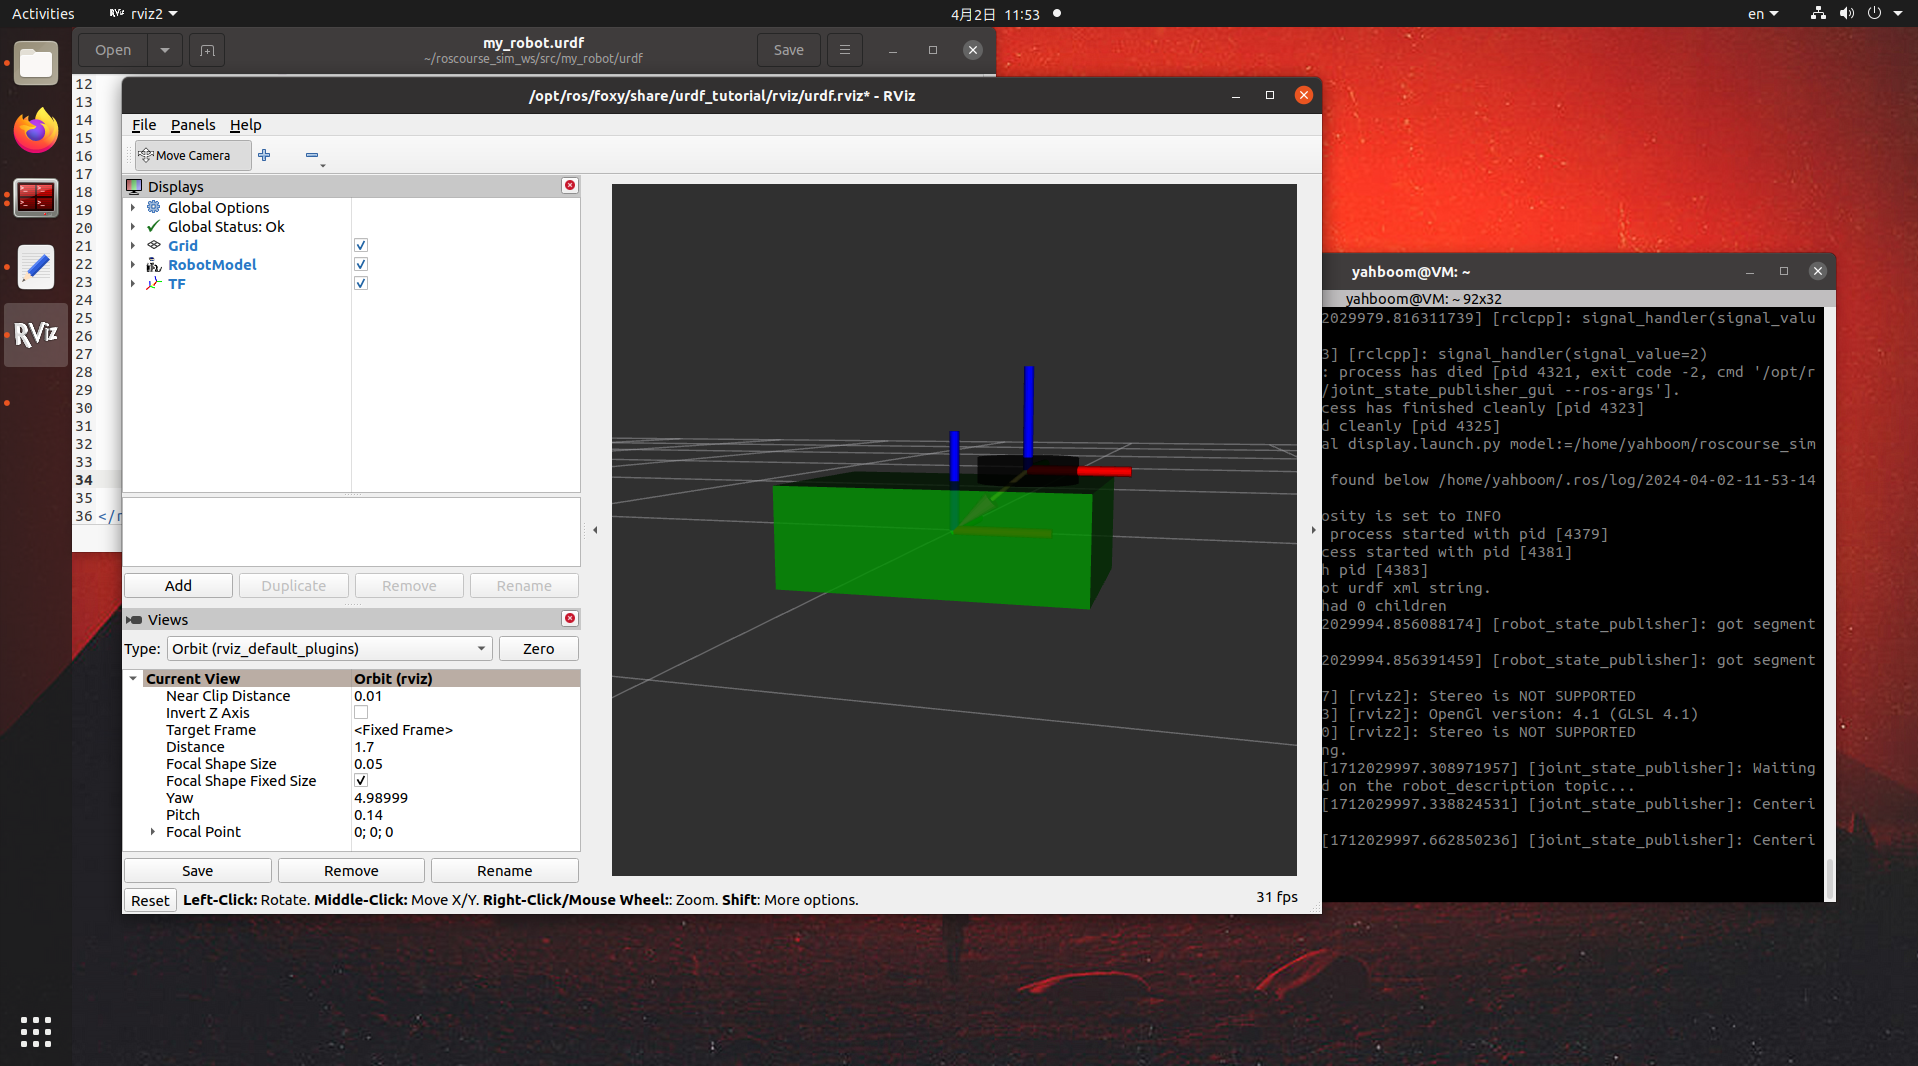 Activities
rviz2
4月2日 11:53
en
Open
my_robot.urdf
~/roscourse_sim_ws/src/my_robot/urdf
Save
12
13
14
15
16
17
18
19
20
21
22
23
24
25
26
27
28
29
30
31
32
33
34
35
36 </r
RViz
/opt/ros/foxy/share/urdf_tutorial/rviz/urdf.rviz* - RViz
File Panels Help
Move Camera
Displays
Global Options
Global Status: Ok
Grid
RobotModel
TF
Add Duplicate Remove Rename
Views
Type: Orbit (rviz_default_plugins) Zero
Current View Orbit (rviz)
Near Clip Distance 0.01
Invert Z Axis
Target Frame <Fixed Frame>
Distance 1.7
Focal Shape Size 0.05
Focal Shape Fixed Size
Yaw 4.98999
Pitch 0.14
Focal Point 0; 0; 0
Save Remove Rename
Reset Left-Click: Rotate. Middle-Click: Move X/Y. Right-Click/Mouse Wheel:: Zoom. Shift: More options.
31 fps
yahboom@VM: ~
yahboom@VM: ~ 92x32
2029979.816311739] [rclcpp]: signal_handler(signal_valu
3] [rclcpp]: signal_handler(signal_value=2)
: process has died [pid 4321, exit code -2, cmd '/opt/r
/joint_state_publisher_gui --ros-args'].
cess has finished cleanly [pid 4323]
d cleanly [pid 4325]
al display.launch.py model:=/home/yahboom/roscourse_sim
found below /home/yahboom/.ros/log/2024-04-02-11-53-14
osity is set to INFO
process started with pid [4379]
cess started with pid [4381]
h pid [4383]
ot urdf xml string.
had 0 children
2029994.856088174] [robot_state_publisher]: got segment
2029994.856391459] [robot_state_publisher]: got segment
7] [rviz2]: Stereo is NOT SUPPORTED
3] [rviz2]: OpenGl version: 4.1 (GLSL 4.1)
0] [rviz2]: Stereo is NOT SUPPORTED
ng.
[1712029997.308971957] [joint_state_publisher]: Waiting
d on the robot_description topic...
[1712029997.338824531] [joint_state_publisher]: Centeri
[1712029997.662850236] [joint_state_publisher]: Centeri